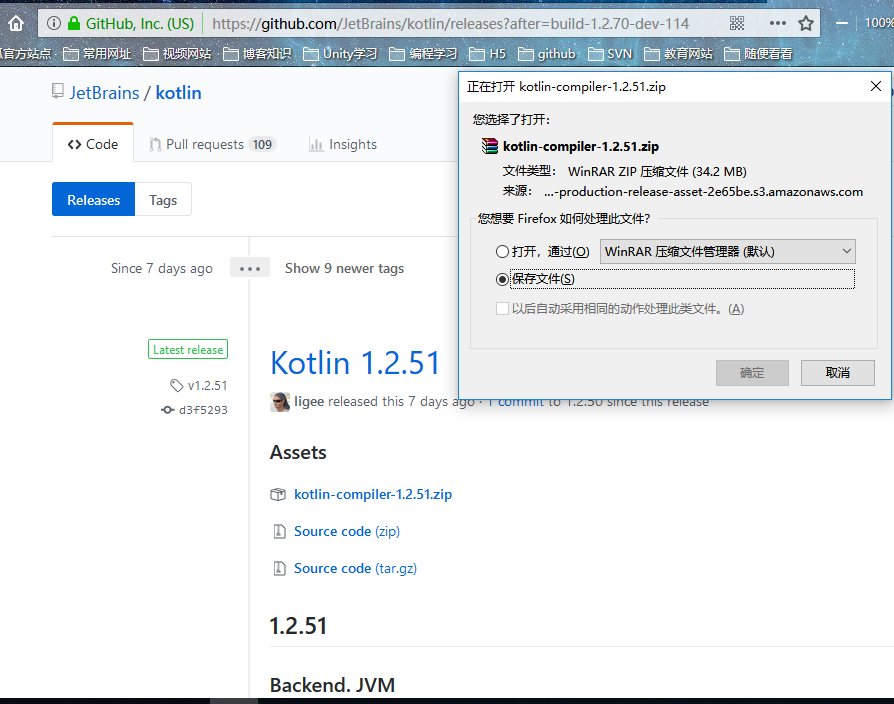 GitHub, Inc. (US) https://github.com/JetBrains/kotlin/releases?after=build-1.2.70-dev-114 100%
官方站点 常用网址 视频网站 博客知识 Unity学习 编程学习 H5 github SVN 教育网站 随便看看
JetBrains / kotlin
Code Pull requests 109 Insights
Releases Tags
Since 7 days ago ... Show 9 newer tags
Latest release
v1.2.51
d3f5293
Kotlin 1.2.51
ligee released this 7 days ago · 1 commit to 1.2.50 since this release
Assets
kotlin-compiler-1.2.51.zip
Source code (zip)
Source code (tar.gz)
1.2.51
Backend. JVM
正在打开 kotlin-compiler-1.2.51.zip
您选择了打开:
kotlin-compiler-1.2.51.zip
文件类型: WinRAR ZIP 压缩文件 (34.2 MB)
来源: ...-production-release-asset-2e65be.s3.amazonaws.com
您想要 Firefox 如何处理此文件?
打开，通过(O) WinRAR 压缩文件管理器 (默认)
保存文件(S)
以后自动采用相同的动作处理此类文件。(A)
确定 取消